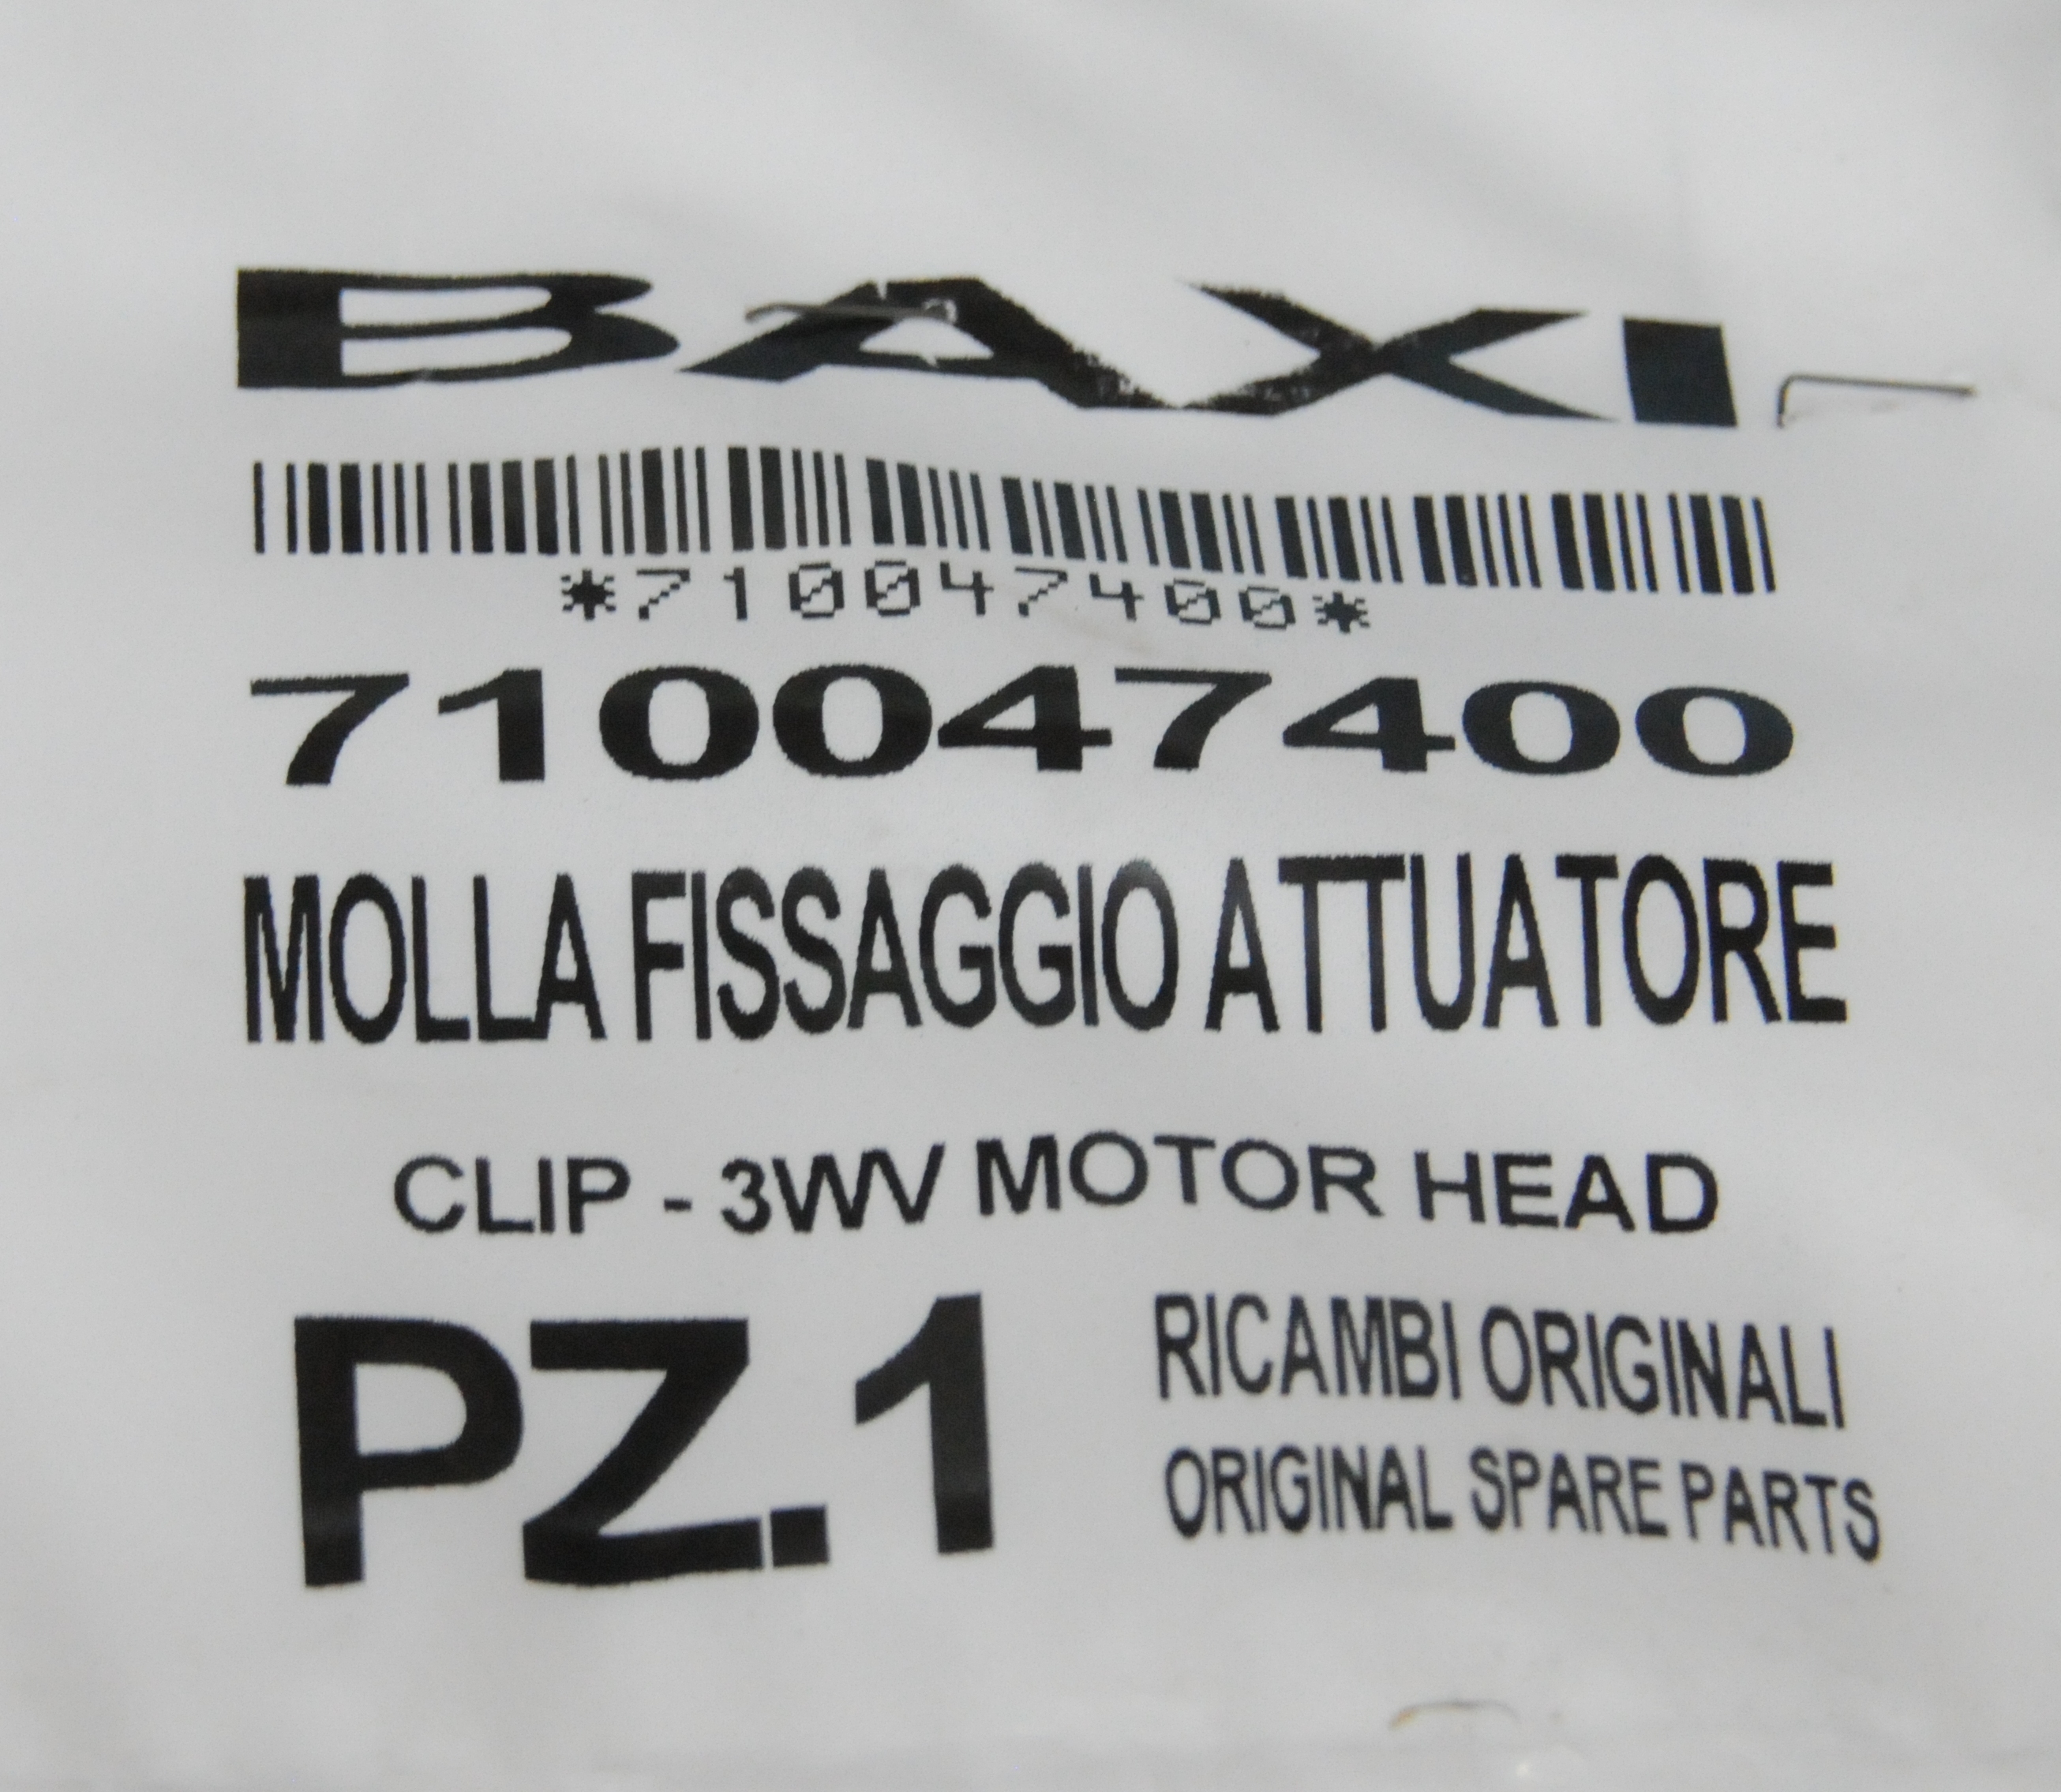 BAXI
*710047400*
710047400
MOLLA FISSAGGIO ATTUATORE
CLIP - 3WV MOTOR HEAD
PZ.1
RICAMBI ORIGINALI
ORIGINAL SPARE PARTS